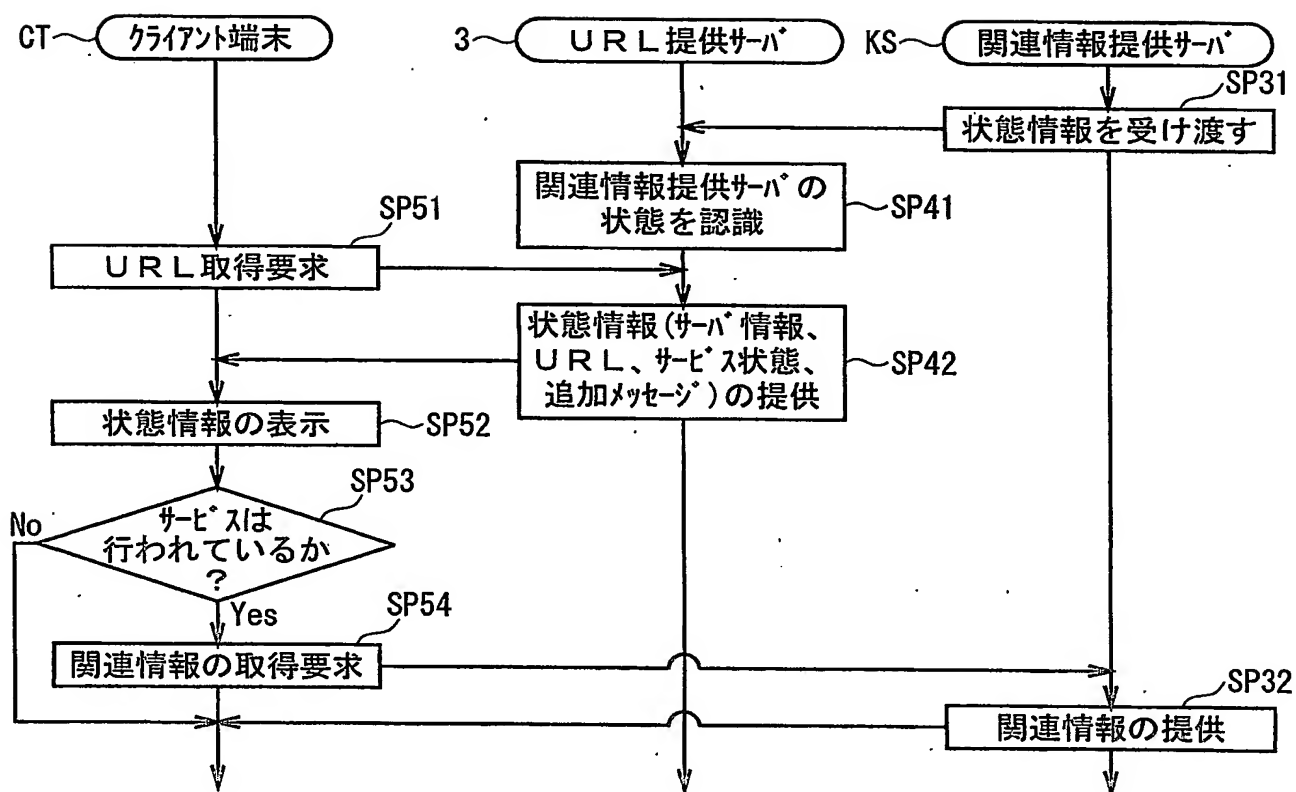 CT
クライアント端末
3
URL提供サーバ
KS
関連情報提供サーバ
SP31
状態情報を受け渡す
関連情報提供サーバの
状態を認識
SP41
SP51
URL取得要求
状態情報(サーバ情報、
URL、サービス状態、
追加メッセージ)の提供
SP42
状態情報の表示
SP52
SP53
No
サービスは
行われているか
?
Yes
SP54
関連情報の取得要求
SP32
関連情報の提供